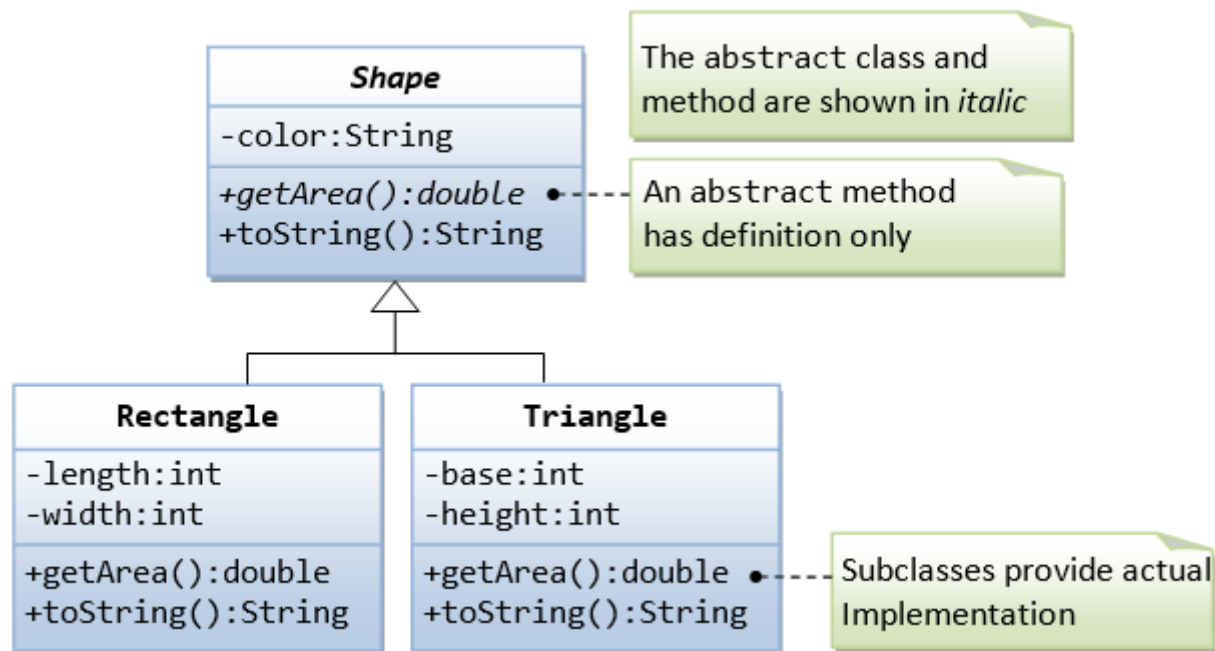 Shape
-color:String
+getArea():double
+toString():String
The abstract class and
method are shown in italic
An abstract method
has definition only
Rectangle
-length:int
-width:int
+getArea():double
+toString():String
Triangle
-base:int
-height:int
+getArea():double
+toString():String
Subclasses provide actual
Implementation